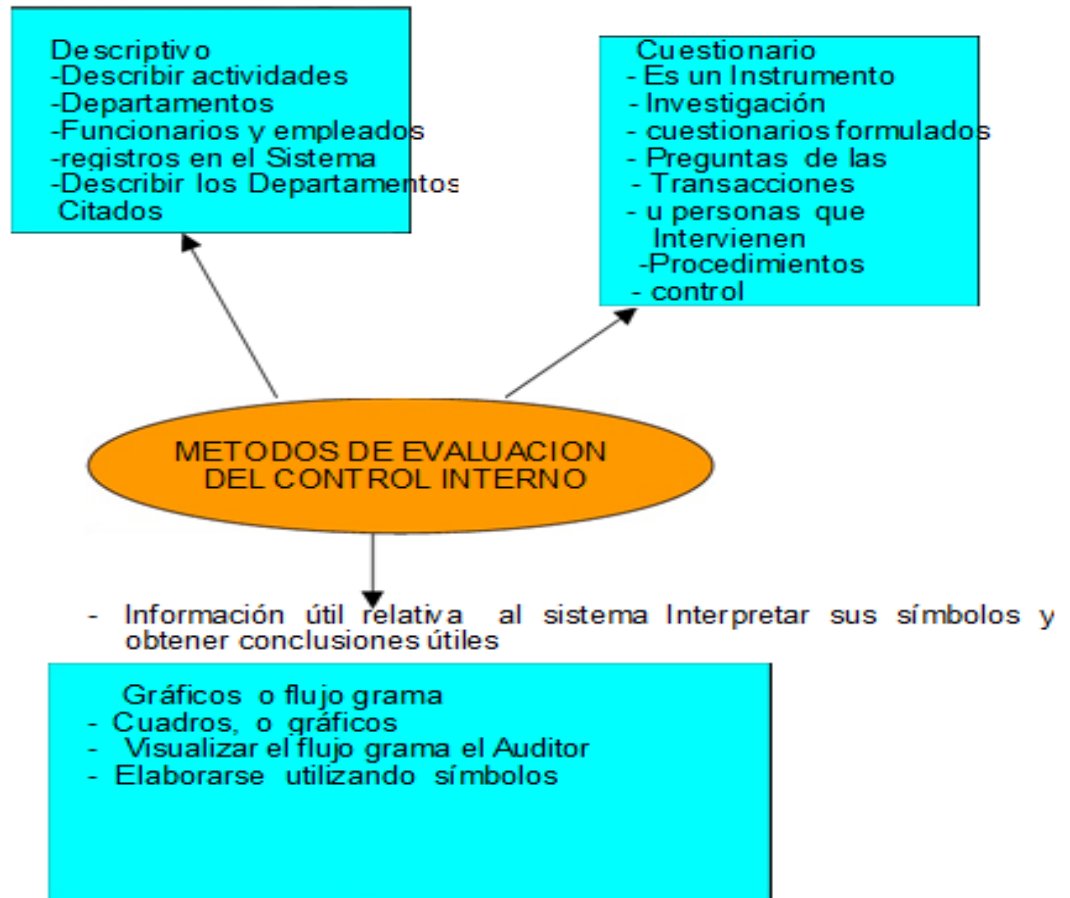 Descriptivo
-Describir actividades
-Departamentos
-Funcionarios y empleados
-registros en el Sistema
-Describir los Departamentos
Citados
Cuestionario
- Es un Instrumento
- Investigación
- cuestionarios formulados
- Preguntas de las
- Transacciones
- u personas que
Intervienen
-Procedimientos
- control
METODOS DE EVALUACION
DEL CONTROL INTERNO
- Información útil relativa al sistema Interpretar sus símbolos y
obtener conclusiones útiles
Gráficos o flujo grama
- Cuadros, o gráficos
- Visualizar el flujo grama el Auditor
- Elaborarse utilizando símbolos